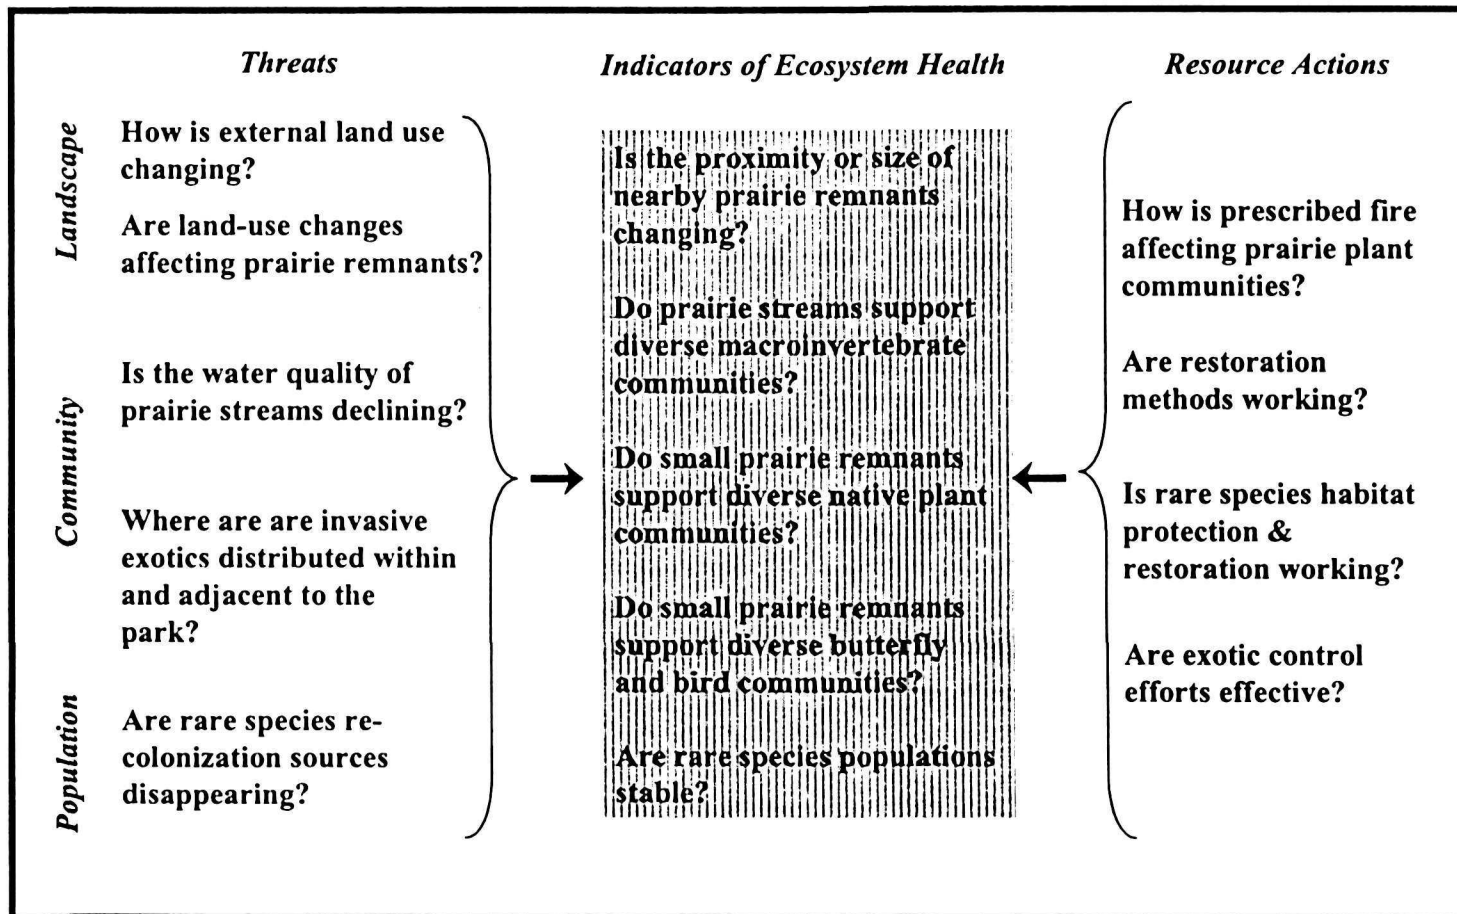 Threats
Indicators of Ecosystem Health
Resource Actions
Landscape
How is external land use
changing?
Are land-use changes
affecting prairie remnants?
Community
Is the water quality of
prairie streams declining?
Where are are invasive
exotics distributed within
and adjacent to the
park?
Population
Are rare species re-
colonization sources
disappearing?
Is the proximity or size of
nearby prairie remnants
changing?
Do prairie streams support
diverse macroinvertebrate
communities?
Do small prairie remnants
support diverse native plant
communities?
Do small prairie remnants
support diverse butterfly
and bird communities?
Are rare species populations
stable?
How is prescribed fire
affecting prairie plant
communities?
Are restoration
methods working?
Is rare species habitat
protection &
restoration working?
Are exotic control
efforts effective?